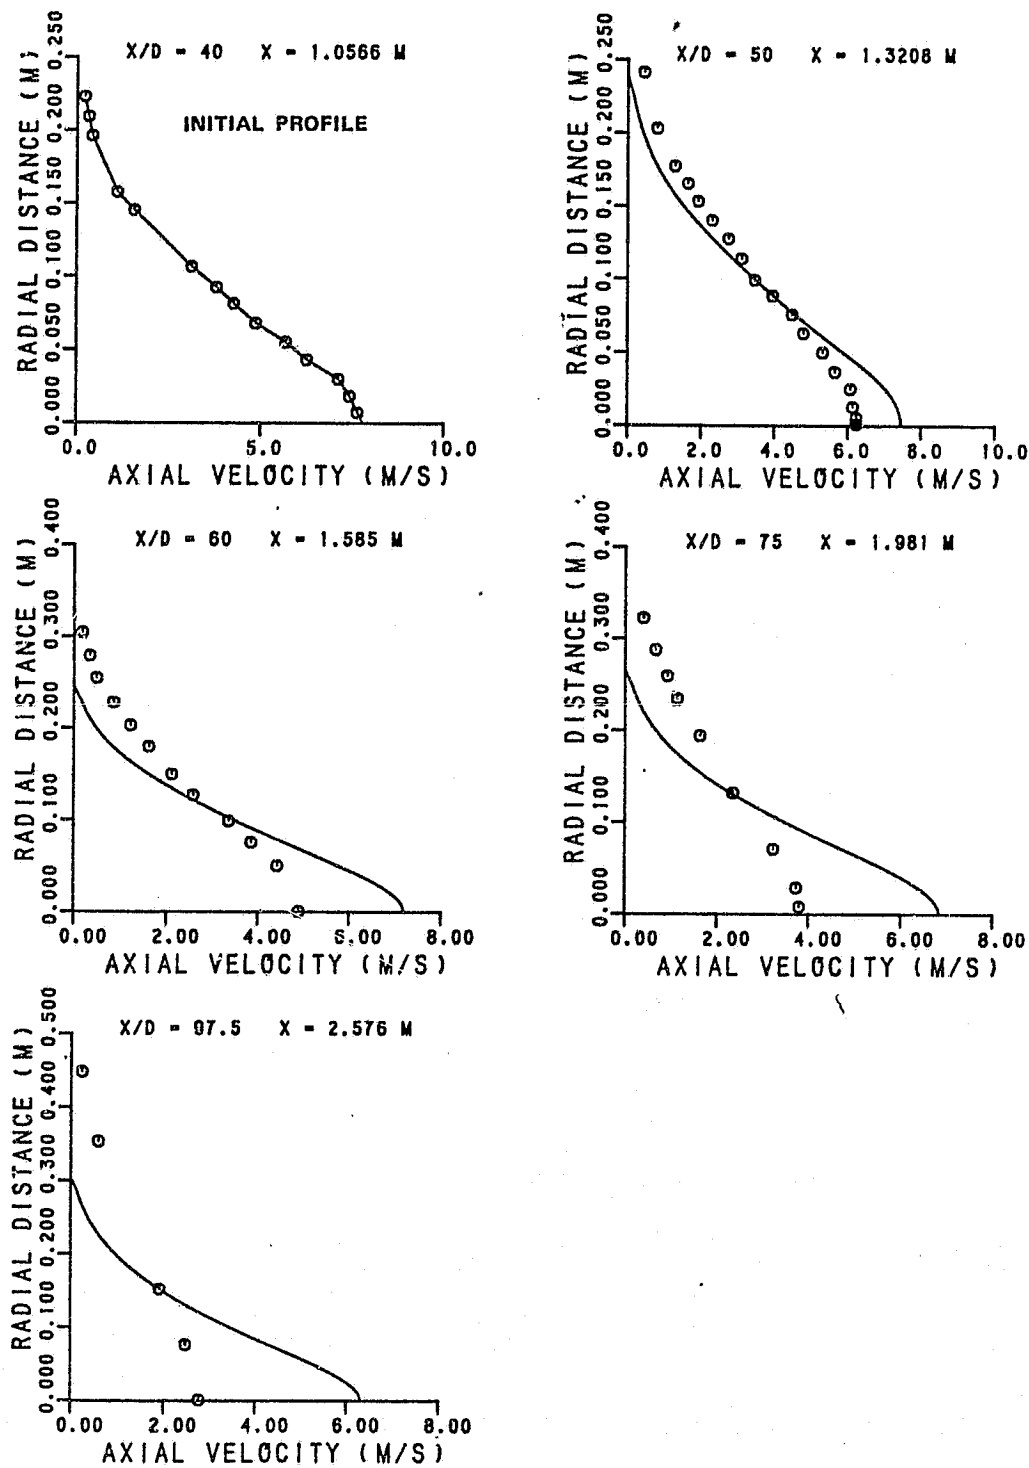 X/D = 40 X = 1.0566 M
INITIAL PROFILE
RADIAL DISTANCE (M)
0.000 0.050 0.100 0.150 0.200 0.250
0.0 5.0 10.0
AXIAL VELOCITY (M/S)
X/D = 50 X = 1.3208 M
RADIAL DISTANCE (M)
0.000 0.050 0.100 0.150 0.200 0.250
0.0 2.0 4.0 6.0 8.0 10.0
AXIAL VELOCITY (M/S)
X/D = 60 X = 1.585 M
RADIAL DISTANCE (M)
0.000 0.100 0.200 0.300 0.400
0.00 2.00 4.00 6.00 8.00
AXIAL VELOCITY (M/S)
X/D = 75 X = 1.981 M
RADIAL DISTANCE (M)
0.000 0.100 0.200 0.300 0.400
0.00 2.00 4.00 6.00 8.00
AXIAL VELOCITY (M/S)
X/D = 97.5 X = 2.576 M
RADIAL DISTANCE (M)
0.000 0.100 0.200 0.300 0.400 0.500
0.00 2.00 4.00 6.00 8.00
AXIAL VELOCITY (M/S)